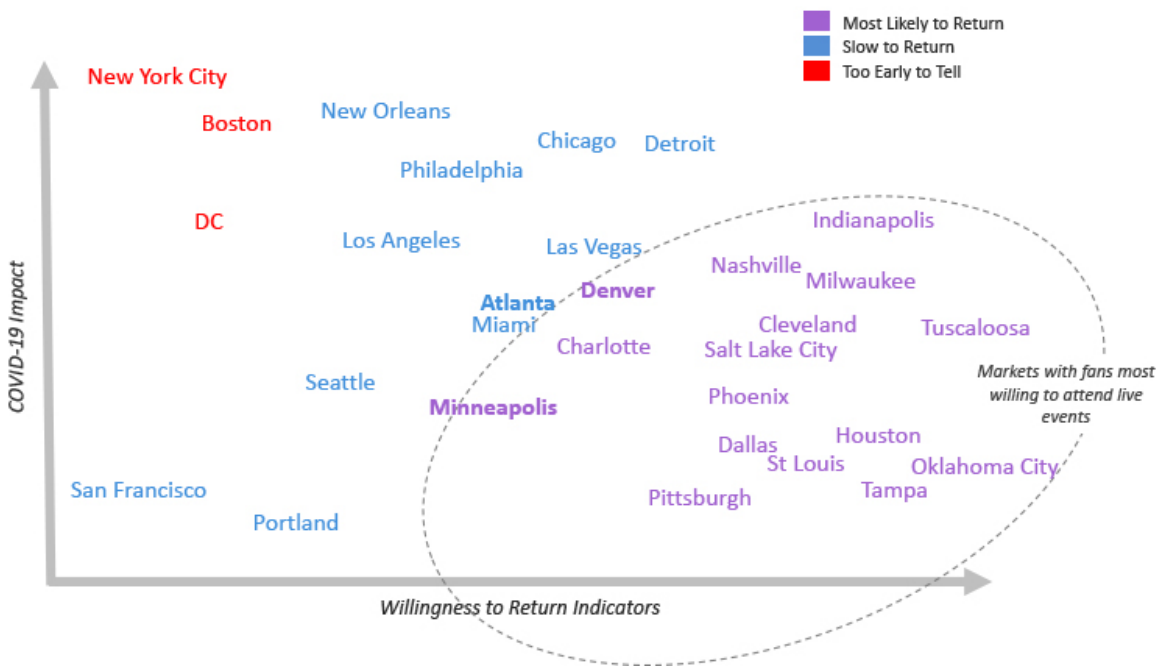 Most Likely to Return
Slow to Return
Too Early to Tell
New York City
Boston
New Orleans
Chicago
Detroit
Philadelphia
DC
Indianapolis
Los Angeles
Las Vegas
Nashville
Milwaukee
Denver
Atlanta
Miami
Cleveland
Tuscaloosa
Charlotte
Salt Lake City
Markets with fans most
willing to attend live
events
Seattle
Phoenix
Minneapolis
Houston
Dallas
St Louis
Oklahoma City
San Francisco
Tampa
Pittsburgh
Portland
COVID-19 Impact
Willingness to Return Indicators